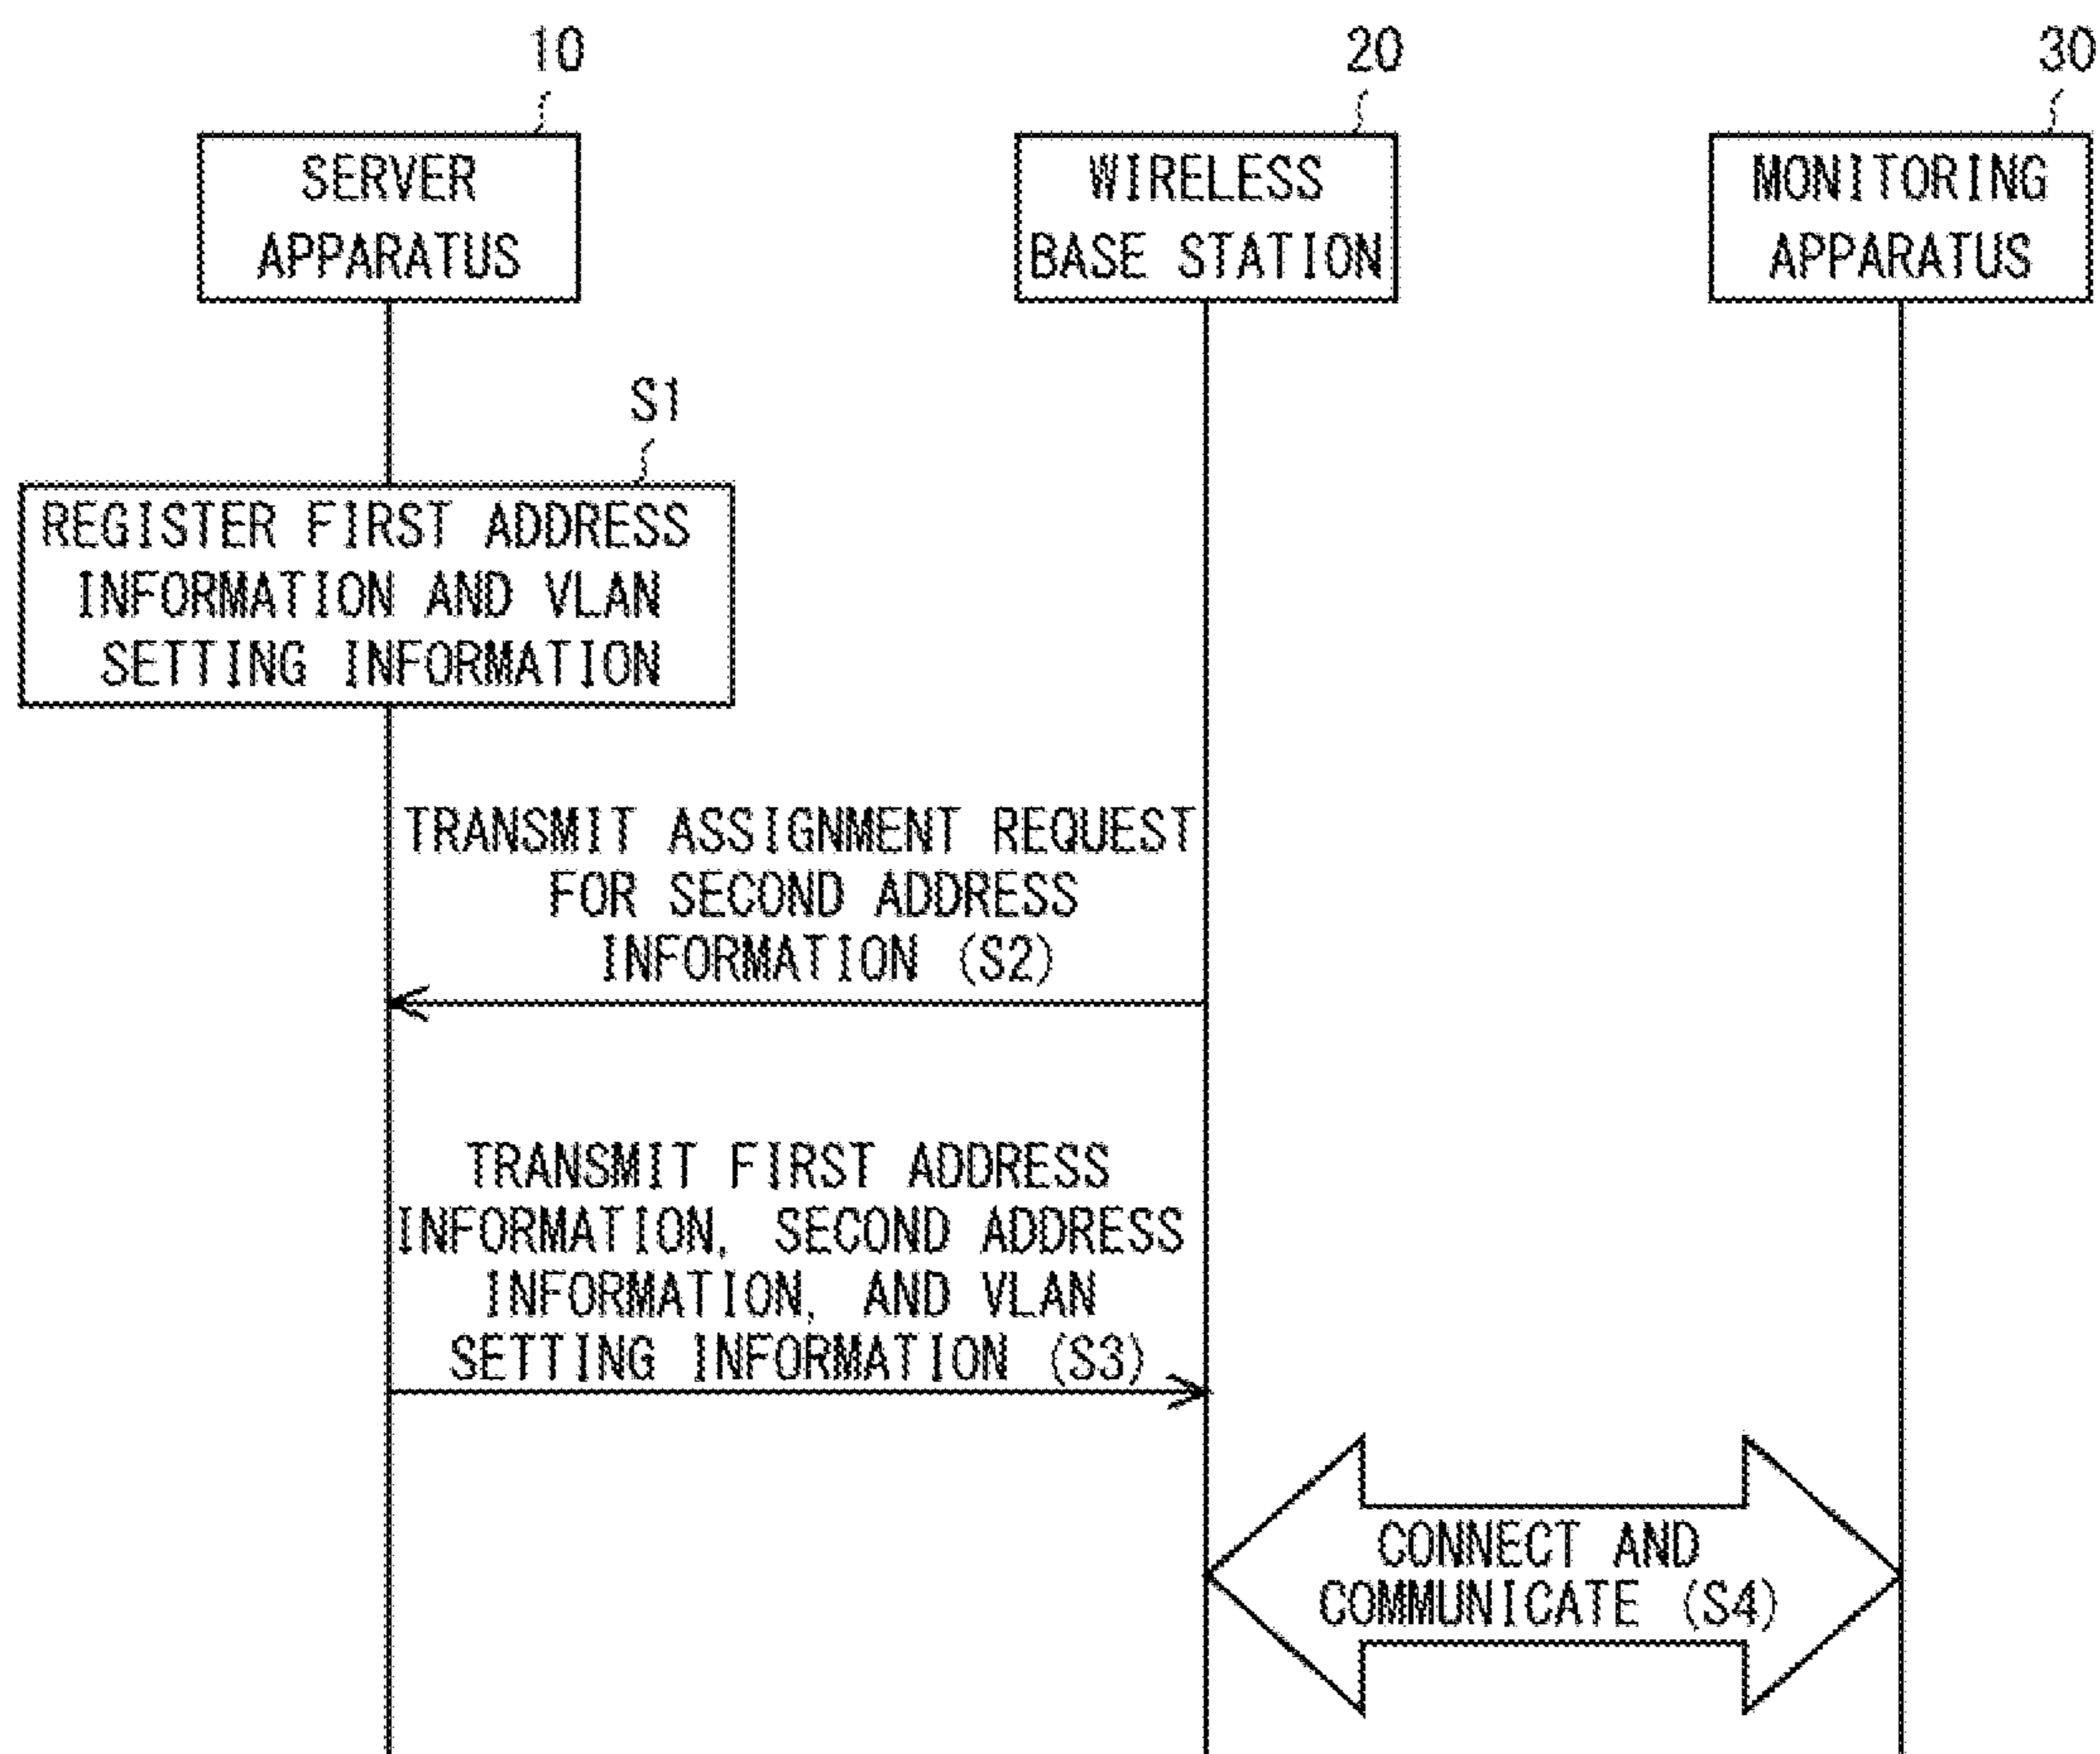 10
20
30
SERVER
APPARATUS
WIRELESS
BASE STATION
MONITORING
APPARATUS
S1
REGISTER FIRST ADDRESS
INFORMATION AND VLAN
SETTING INFORMATION
TRANSMIT ASSIGNMENT REQUEST
FOR SECOND ADDRESS
INFORMATION (S2)
TRANSMIT FIRST ADDRESS
INFORMATION, SECOND ADDRESS
INFORMATION, AND VLAN
SETTING INFORMATION (S3)
CONNECT AND
COMMUNICATE (S4)